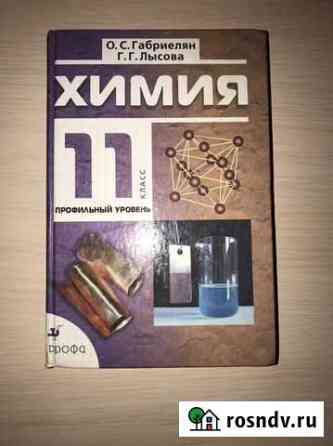 О. С. Габриелян
Г. Г. Лысова
ХИМИЯ
11
КЛАСС
ПРОФИЛЬНЫЙ УРОВЕНЬ
дрофа
rosndv.ru